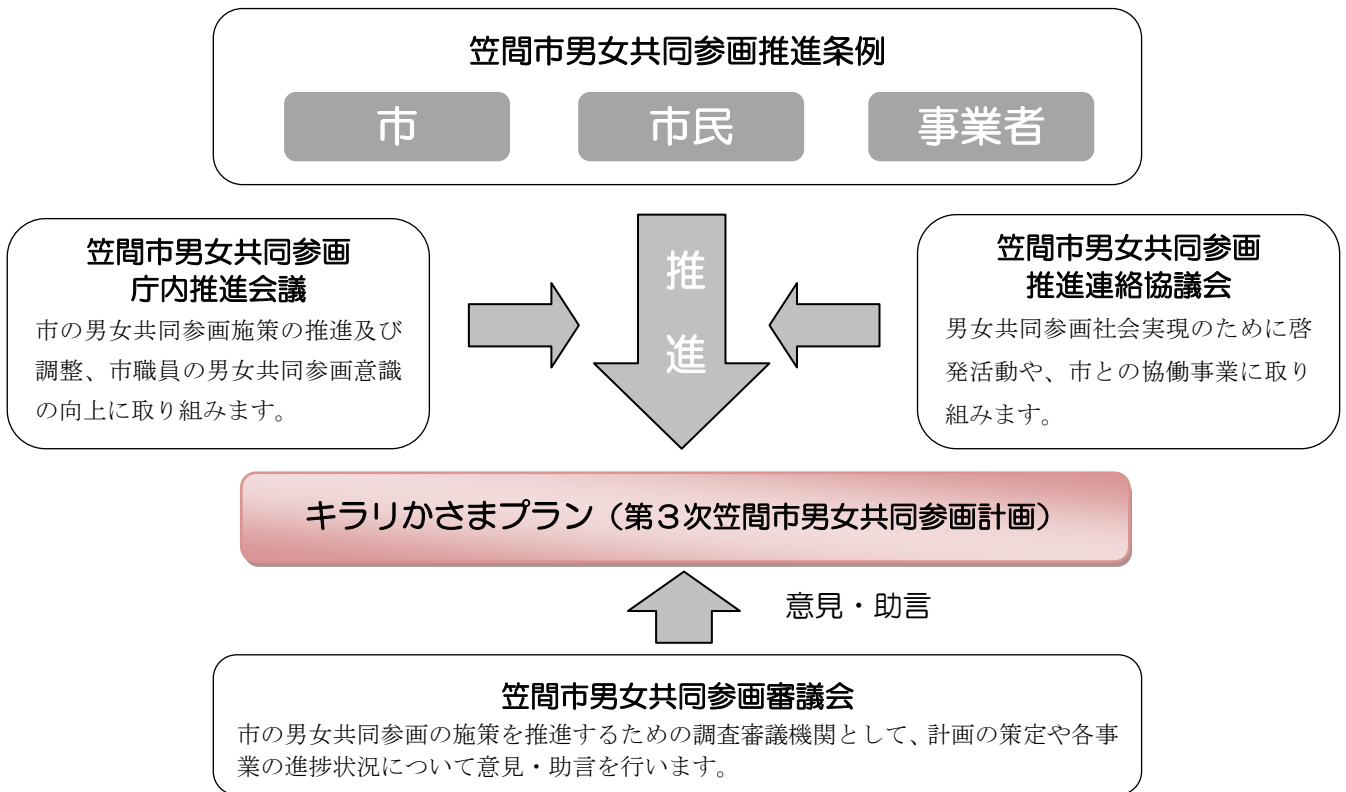 笠間市男女共同参画推進条例
市
市民
事業者
笠間市男女共同参画
庁内推進会議
市の男女共同参画施策の推進及び
調整、市職員の男女共同参画意識
の向上に取り組みます。
推
進
笠間市男女共同参画
推進連絡協議会
男女共同参画社会実現のために啓
発活動や、市との協働事業に取り
組みます。
キラリかさまプラン（第３次笠間市男女共同参画計画）
意見・助言
笠間市男女共同参画審議会
市の男女共同参画の施策を推進するための調査審議機関として、計画の策定や各事
業の進捗状況について意見・助言を行います。